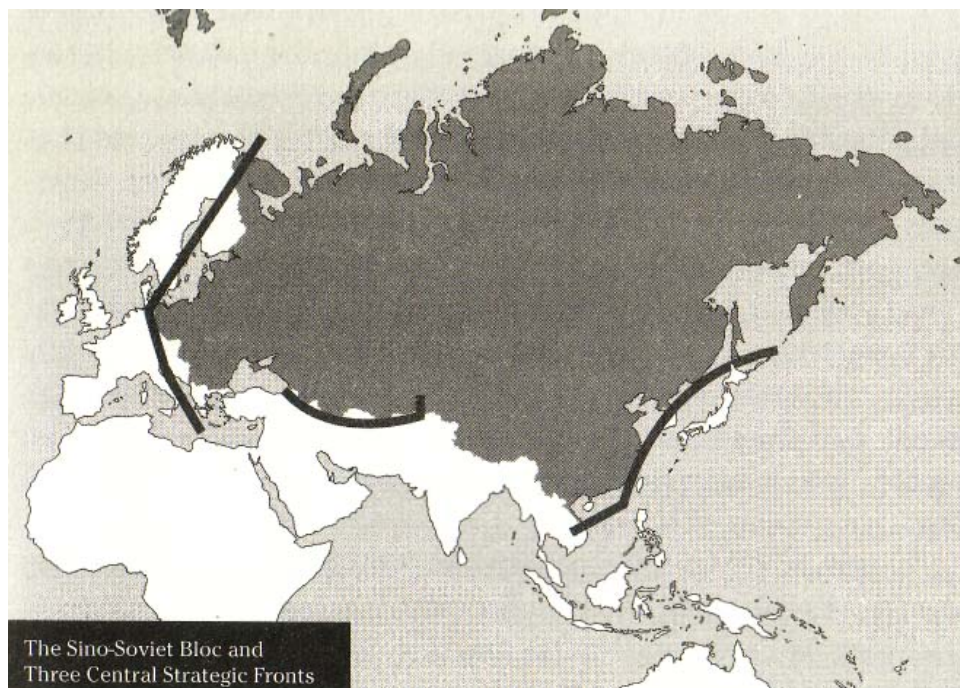 The Sino-Soviet Bloc and
Three Central Strategic Fronts